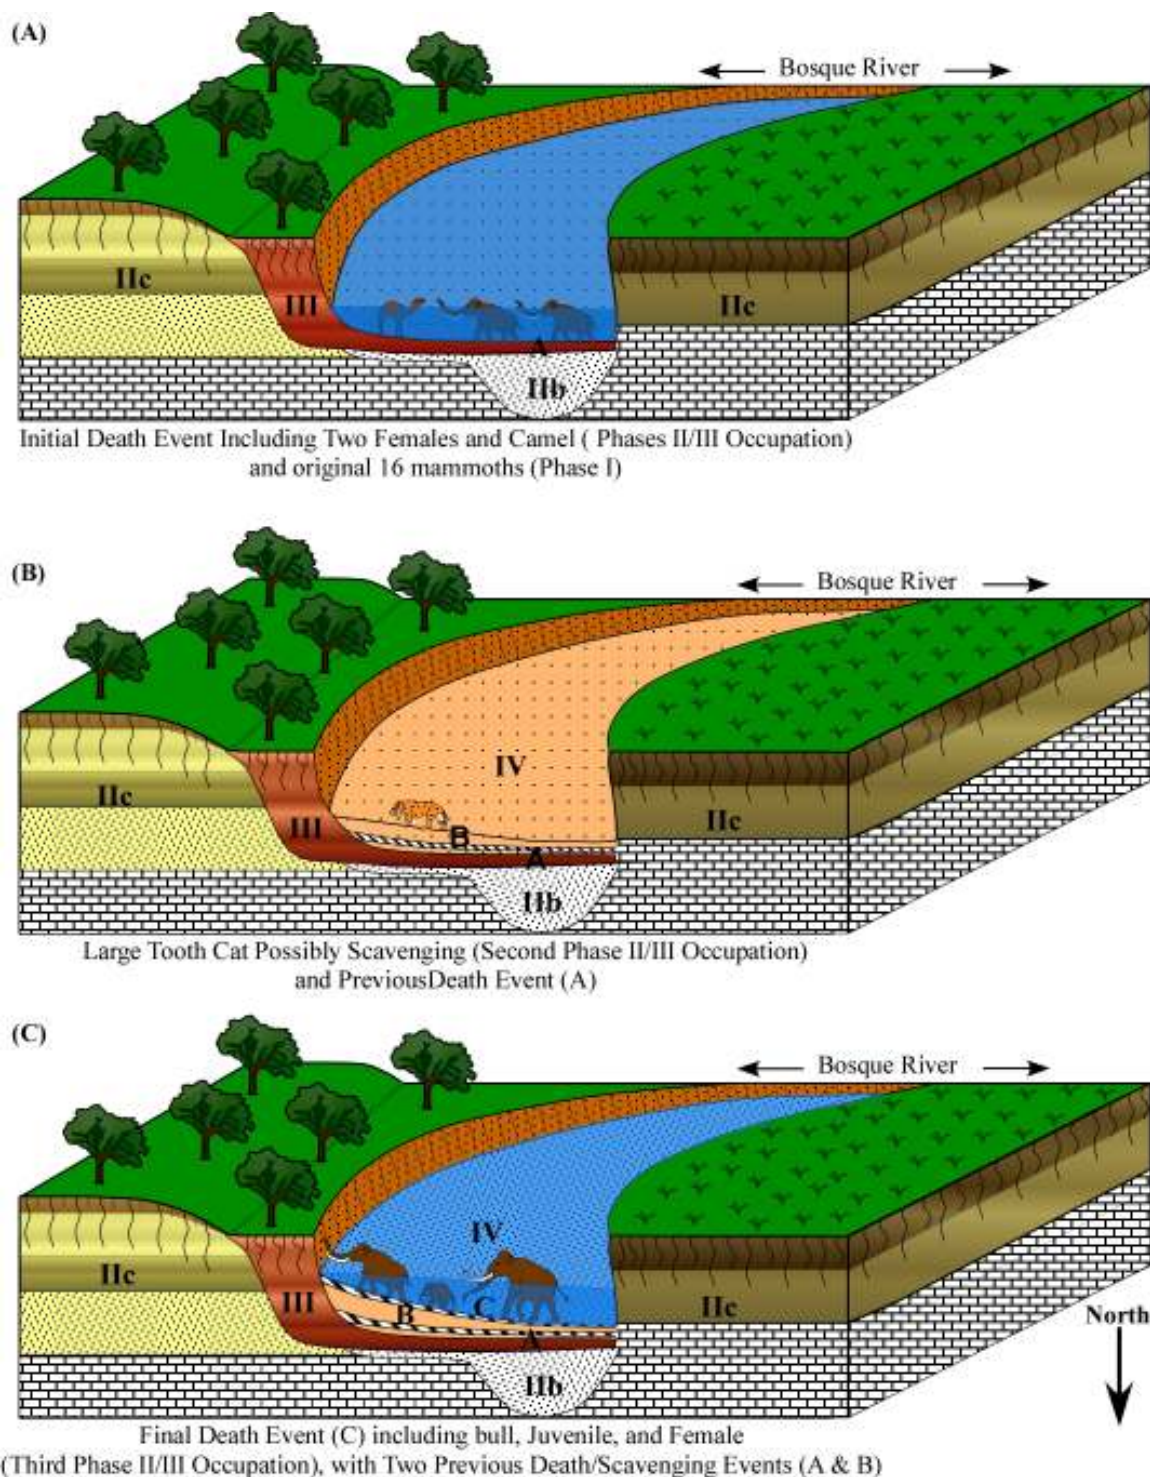 (A)
Bosque River
IIc
III
IIc
A
IIb
Initial Death Event Including Two Females and Camel ( Phases II/III Occupation)
and original 16 mammoths (Phase I)
(B)
Bosque River
IV
IIc
III
B
IIc
A
IIb
Large Tooth Cat Possibly Scavenging (Second Phase II/III Occupation)
and PreviousDeath Event (A)
(C)
Bosque River
IV
IIc
III
B
C
IIc
North
A
IIb
Final Death Event (C) including bull, Juvenile, and Female
(Third Phase II/III Occupation), with Two Previous Death/Scavenging Events (A & B)